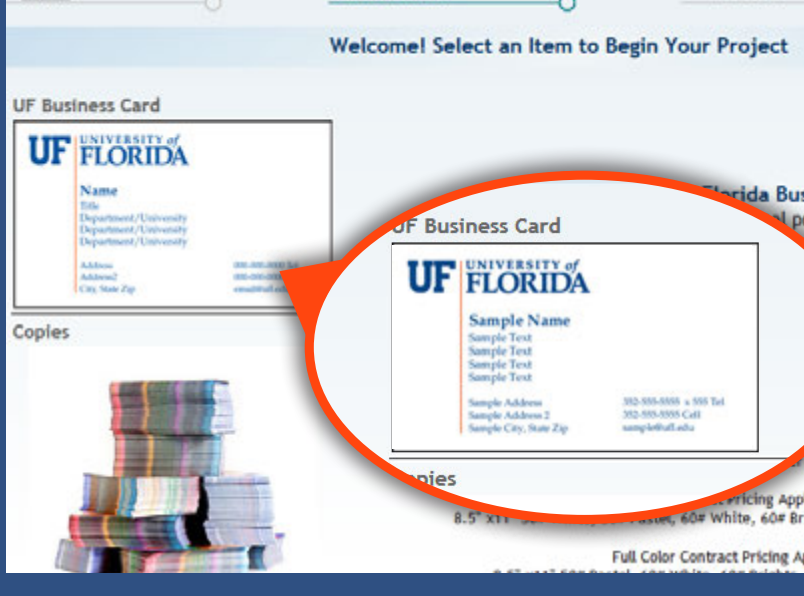 Welcome! Select an Item to Begin Your Project
UF Business Card
UF UNIVERSITY of
FLORIDA
Name
Title
Department/University
Department/University
Department/University
Address
Address2
City, State Zip
Copies
Florida Bus
UF Business Card
UF UNIVERSITY of
FLORIDA
Sample Name
Sample Text
Sample Text
Sample Text
Sample Text
Sample Address
Sample Address 2
Sample City, State Zip
352-555-5555 x 555 Tel
352-555-5555 Cell
sample@ufl.edu
Copies
Pricing App
8.5" x11" 60# White, 60# Br
Full Color Contract Pricing Ap